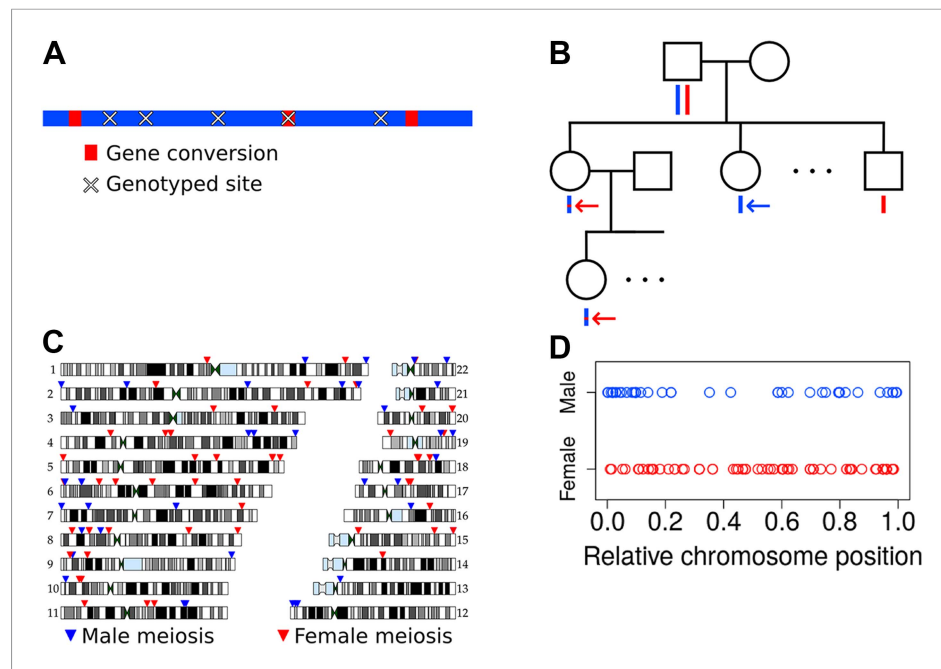 A
Gene conversion
Genotyped site
B
C
1 22
2 21
3 20
4 19
5 18
6 17
7 16
8 15
9 14
10 13
11 12
Male meiosis Female meiosis
D
Male
Female
0.0 0.2 0.4 0.6 0.8 1.0
Relative chromosome position